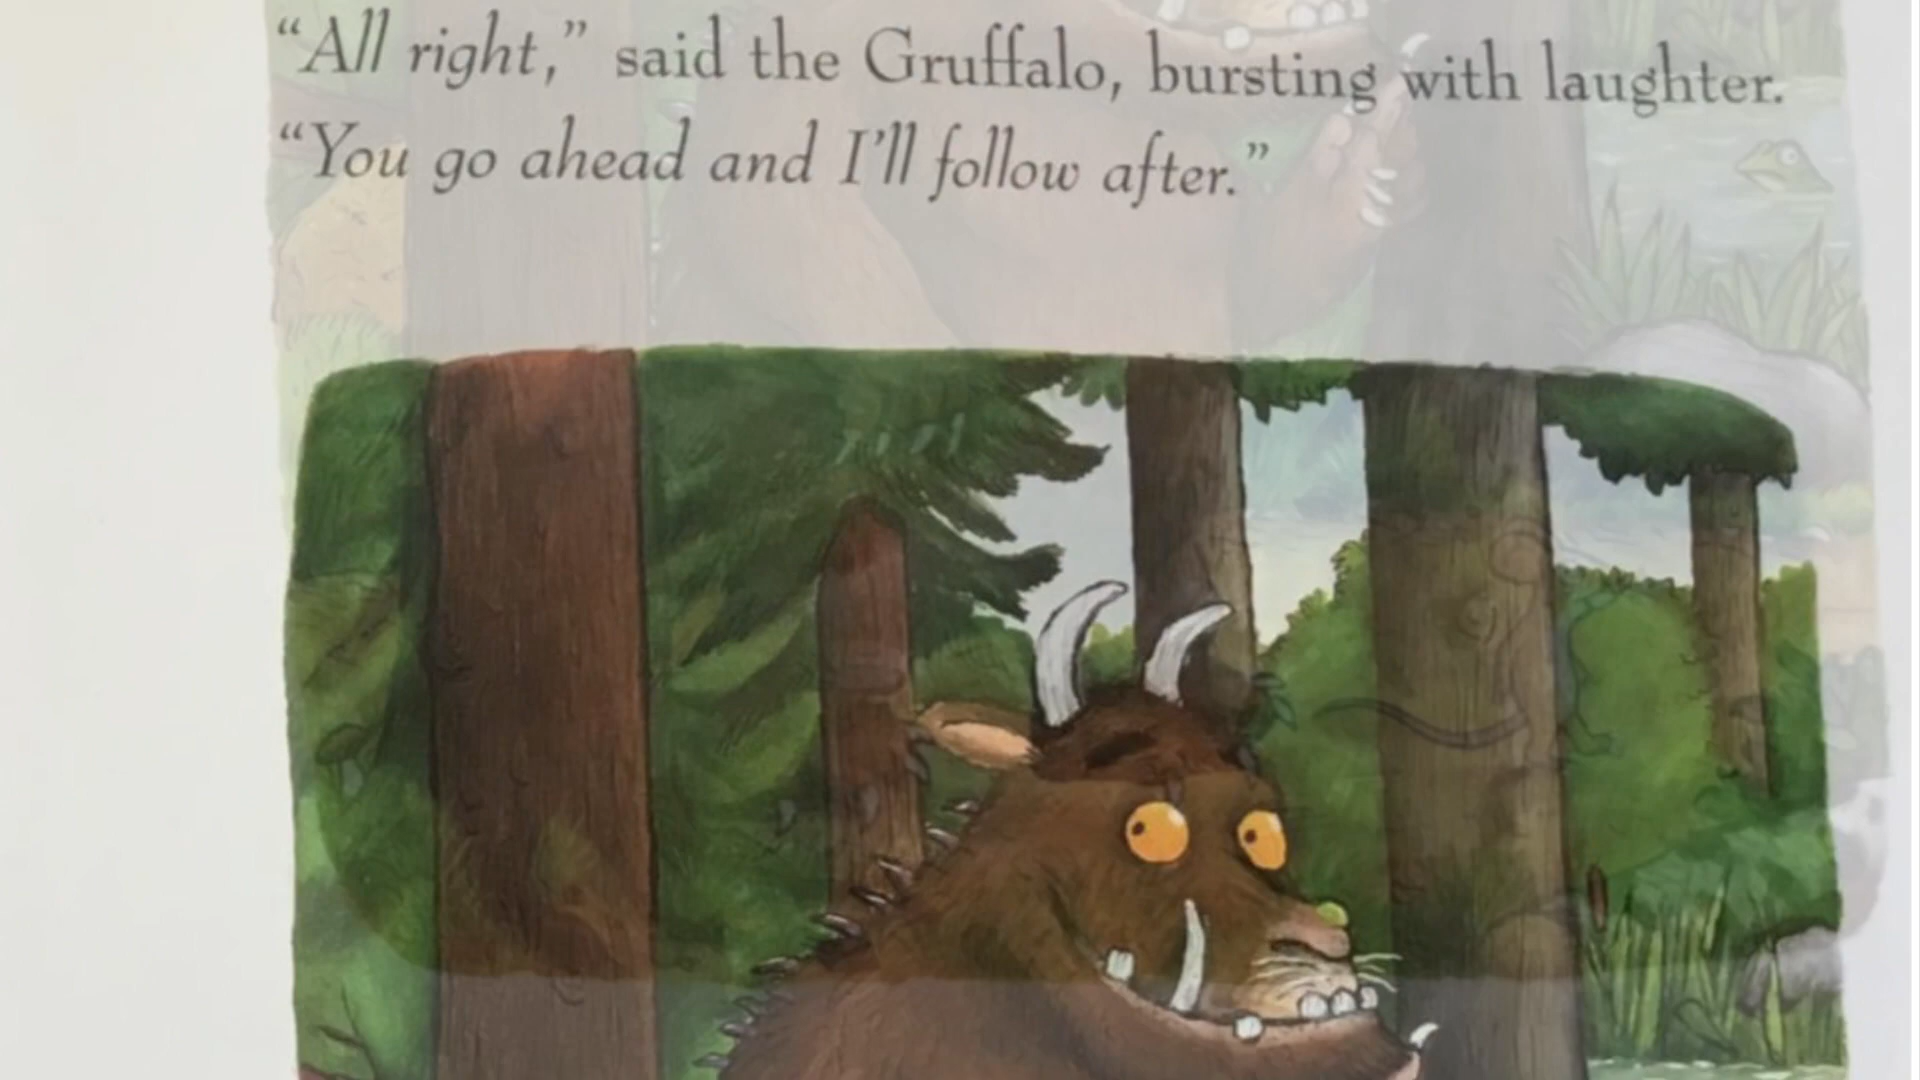 “All right,” said the Gruffalo, bursting with laughter.
“You go ahead and I’ll follow after.”